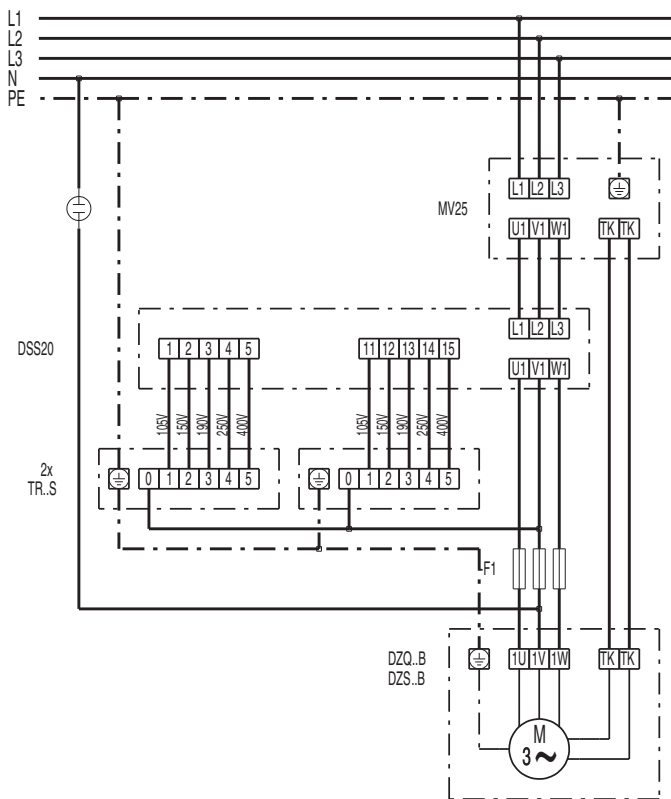 L1
L2
L3
N
PE
MV25
L1 L2 L3
U1 V1 W1 TK TK
DSS20
1 2 3 4 5 11 12 13 14 15
L1 L2 L3
U1 V1 W1
105V 150V 190V 250V 400V 105V 150V 190V 250V 400V
2x
TR..S
0 1 2 3 4 5 0 1 2 3 4 5
F1
DZQ..B
DZS..B
1U 1V 1W TK TK
M
3 ~